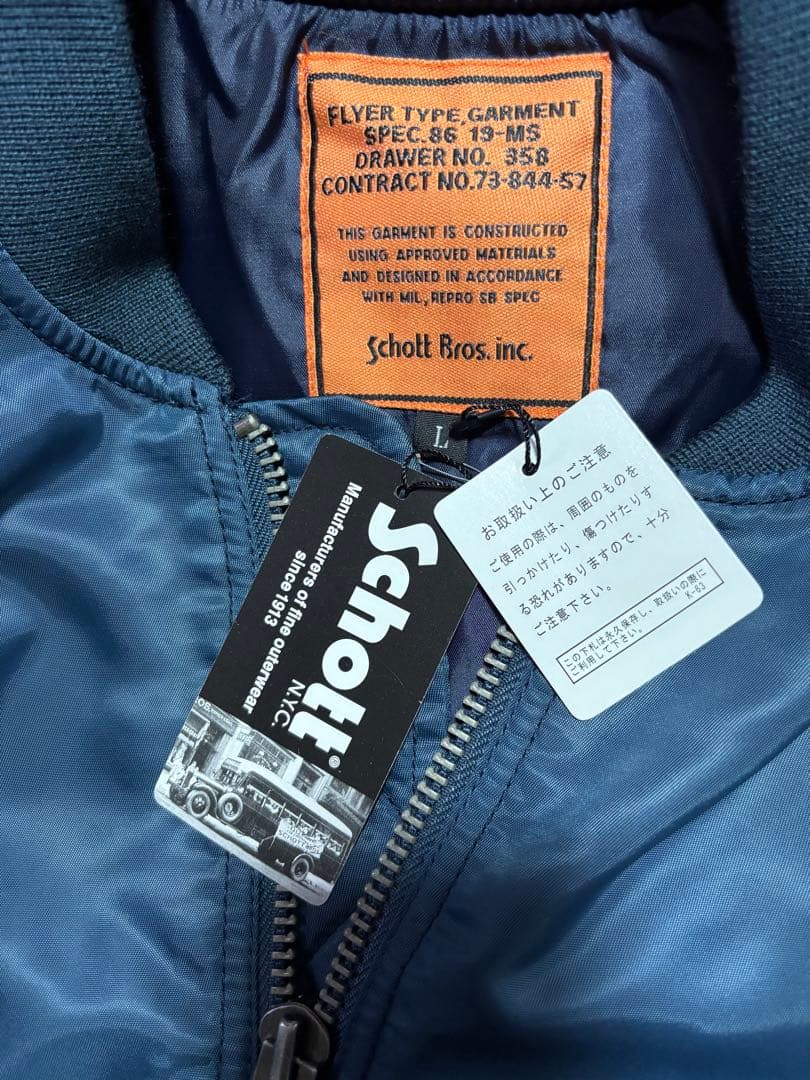 FLYER TYPE, GARMENT
SPEC.86 19-MS
DRAWER NO. 358
CONTRACT NO.73-844-57
THIS GARMENT IS CONSTRUCTED
USING APPROVED MATERIALS
AND DESIGNED IN ACCORDANCE
WITH MIL, REPRO SB SPEC
Schott Bros. inc.
L
Schott®
N.Y.C.
Manufacturers of fine outerwear
since 1913
SCHOTT
お取扱い上のご注意
ご使用の際は、周囲のものを
引っかけたり、傷つけたりす
る恐れがありますので、十分
ご注意下さい。
この下札は永久保存し、取扱いの際に
ご利用して下さい。
K-63